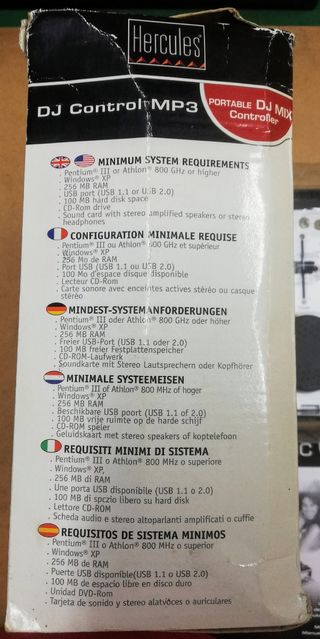 Hercules®
DJ Control MP3
PORTABLE DJ MIX
Controller
MINIMUM SYSTEM REQUIREMENTS
. Pentium® III or Athlon® 800 GHz or higher
. Windows® XP
. 256 MB RAM
. USB port (USB 1.1 or USB 2.0)
. 100 MB hard disk space
. CD-Rom drive
. Sound card with stereo amplified speakers or stereo
headphones
CONFIGURATION MINIMALE REQUISE
. Pentium® III ou Athlon® 800 GHz et supérieur
. Windows® XP
. 256 Mo de RAM
. Port USB (USB 1.1 ou USB 2.0)
. 100 Mo d'espace disque disponible
. Lecteur CD-Rom
. Carte sonore avec enceintes actives stéréo ou casque
stéréo
MINDEST-SYSTEMANFORDERUNGEN
. Pentium® III oder Athlon® 800 GHz oder höher
. Windows® XP
. 256 MB RAM
. Freier USB-Port (USB 1.1 oder 2.0)
. 100 MB freier Festplattenspeicher
. CD-ROM-Laufwerk
. Soundkarte mit Stereo Lautsprechern oder Kopfhörer
MINIMALE SYSTEEMEISEN
. Pentium® III of Athlon® 800 MHz of hoger
. Windows® XP
. 256 MB RAM
. Beschikbare USB poort (USB 1.1 of 2.0)
. 100 MB vrije ruimte op de harde schijf
. CD-ROM speler
. Geluidskaart met stereo speakers of koptelefoon
REQUISITI MINIMI DI SISTEMA
. Pentium® III o Athlon® 800 MHz o superiore
. Windows® XP,
. 256 MB di RAM
. Una porta USB disponibile (USB 1.1 o 2.0)
. 100 MB di spczio libero su hard disk
. Lettore CD-ROM
. Scheda audio e stereo altoparlanti amplificati o cuffie
REQUISITOS DE SISTEMA MINIMOS
. Pentium® III o Athlon® 800 MHz o superior
. Windows® XP
. 256 MB de RAM
. Puerte USB disponible(USB 1.1 o USB 2.0)
. 100 MB de espacio libre en disco duro
. Unidad DVD-Rom
. Tarjeta de sonido y stereo alatvoces o auriculares